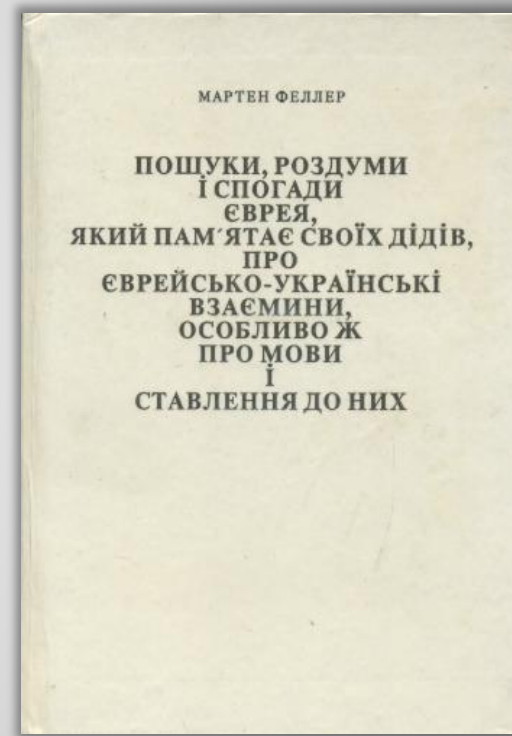 МАРТЕН ФЕЛЛЕР
ПОШУКИ, РОЗДУМИ
І СПОГАДИ
ЄВРЕЯ,
ЯКИЙ ПАМ´ЯТАЄ СВОЇХ ДІДІВ,
ПРО
ЄВРЕЙСЬКО-УКРАЇНСЬКІ
ВЗАЄМИНИ,
ОСОБЛИВО Ж
ПРО МОВИ
І
СТАВЛЕННЯ ДО НИХ